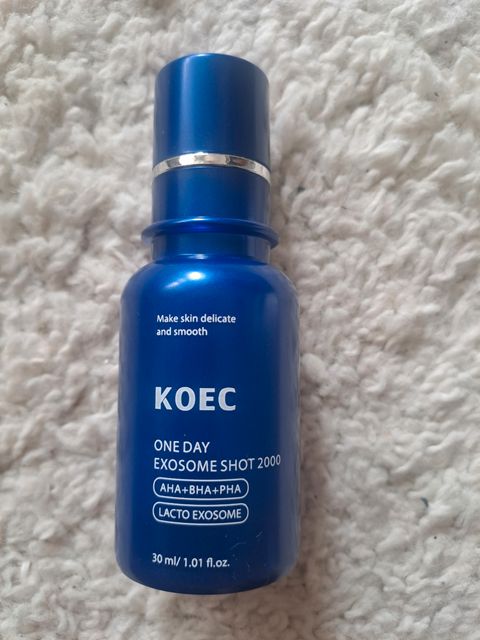 Make skin delicate
and smooth
KOEC
ONE DAY
EXOSOME SHOT 2000
AHA+BHA+PHA
LACTO EXOSOME
30 ml/ 1.01 fl.oz.